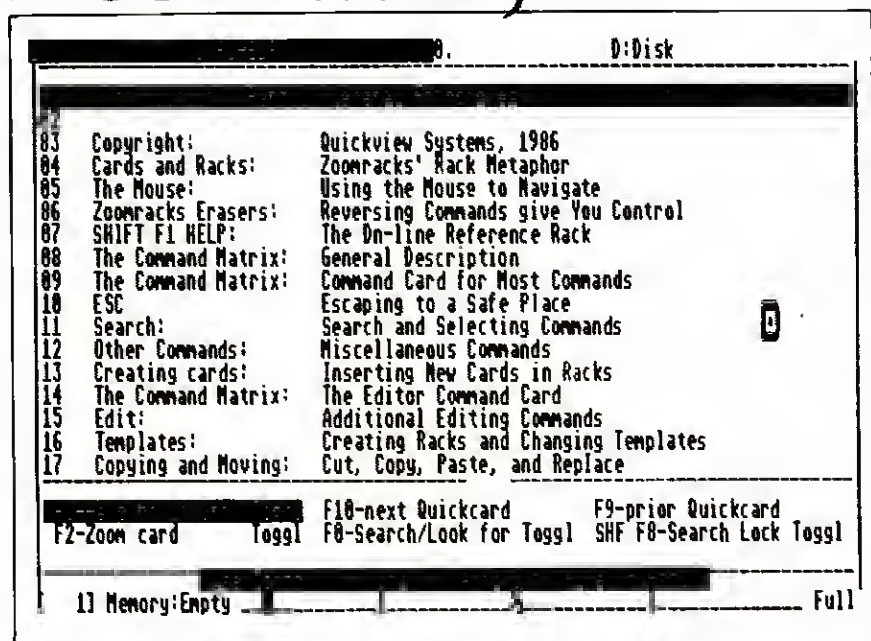 D:Disk
03 Copyright: Quickview Systems, 1986
04 Cards and Racks: Zoomracks' Rack Metaphor
05 The Mouse: Using the Mouse to Navigate
06 Zoomracks Erasers: Reversing Commands give You Control
07 SHIFT F1 HELP: The On-line Reference Rack
08 The Command Matrix: General Description
09 The Command Matrix: Command Card for Most Commands
10 ESC Escaping to a Safe Place
11 Search: Search and Selecting Commands
12 Other Commands: Miscellaneous Commands
13 Creating cards: Inserting New Cards in Racks
14 The Command Matrix: The Editor Command Card
15 Edit: Additional Editing Commands
16 Templates: Creating Racks and Changing Templates
17 Copying and Moving: Cut, Copy, Paste, and Replace
F10-next Quickcard F9-prior Quickcard
F2-Zoom card Toggl F8-Search/Look for Toggl SHF F8-Search Lock Toggl
1] Memory:Empty Full